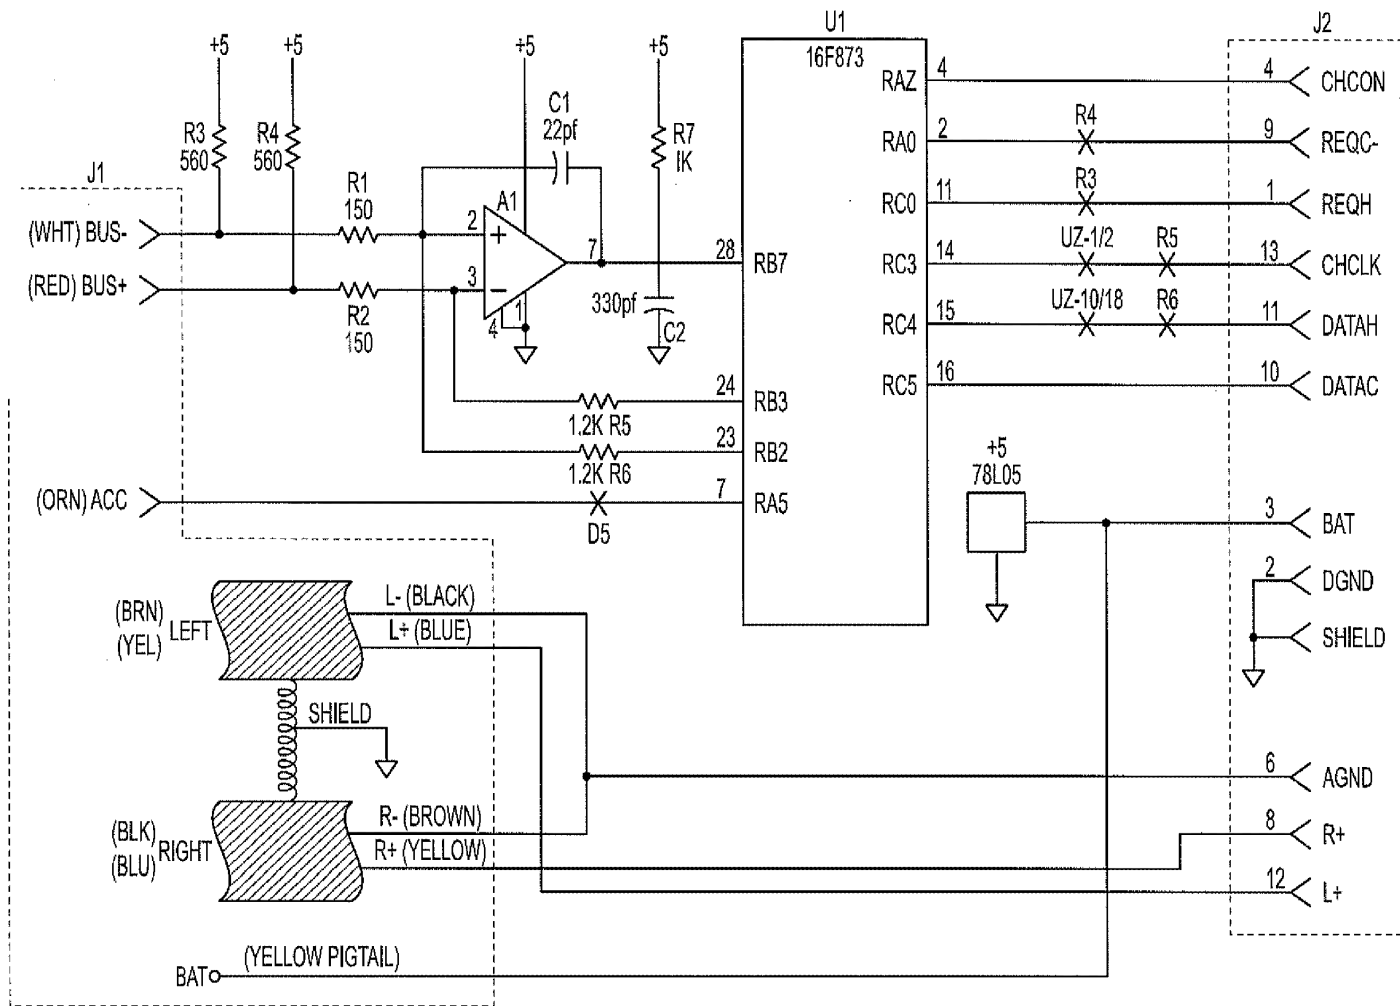 U1
J2
+5
+5
+5
+5
16F873
C1
22pf
R3
560
R4
560
R7
1K
J1
R1
150
A1
(WHT) BUS-
2
+
7
28
RB7
(RED) BUS+
3
−
1
4
R2
150
330pf
C2
24
RB3
1.2K R5
23
RB2
1.2K R6
(ORN) ACC
7
RA5
D5
RAZ
4
4
CHCON
RA0
2
R4
9
REQC-
RC0
11
R3
1
REQH
RC3
14
UZ-1/2
R5
13
CHCLK
RC4
15
UZ-10/18
R6
11
DATAH
RC5
16
10
DATAC
+5
78L05
3
BAT
2
DGND
SHIELD
(BRN)
(YEL)
LEFT
L- (BLACK)
L+ (BLUE)
SHIELD
6
AGND
(BLK)
(BLU)
RIGHT
R- (BROWN)
R+ (YELLOW)
8
R+
12
L+
BAT
(YELLOW PIGTAIL)